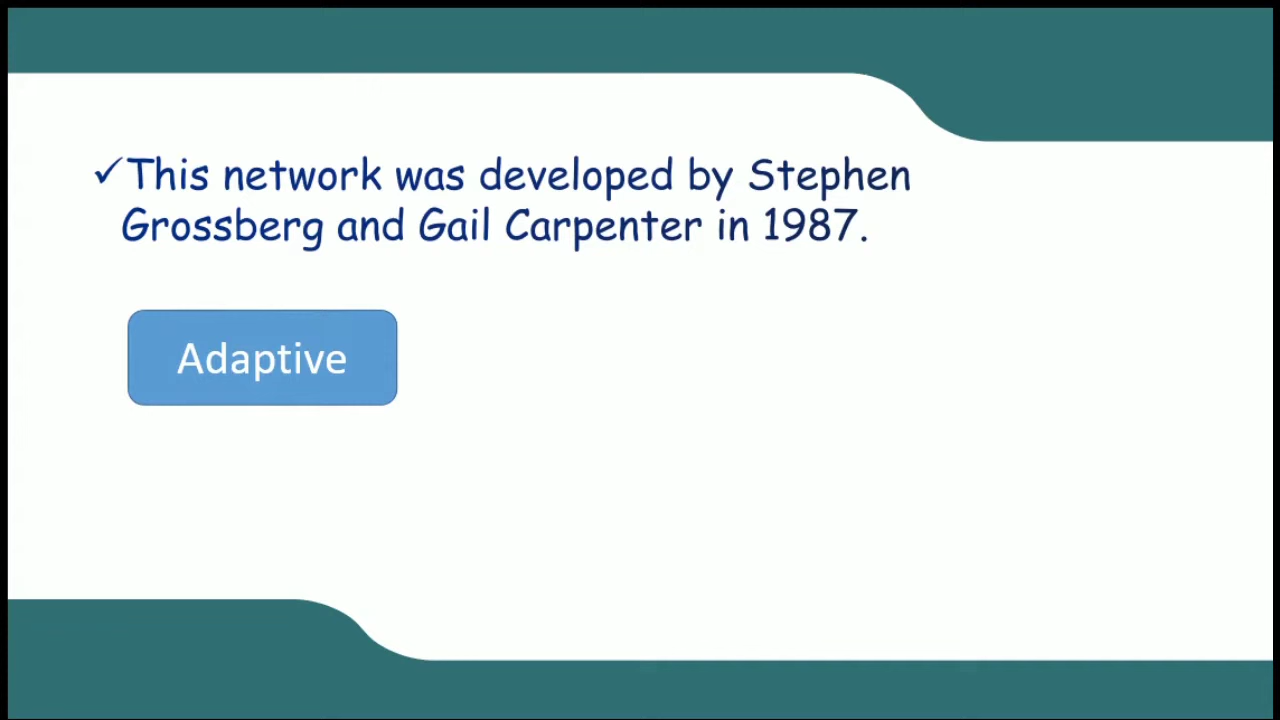 ✓This network was developed by Stephen
Grossberg and Gail Carpenter in 1987.
Adaptive